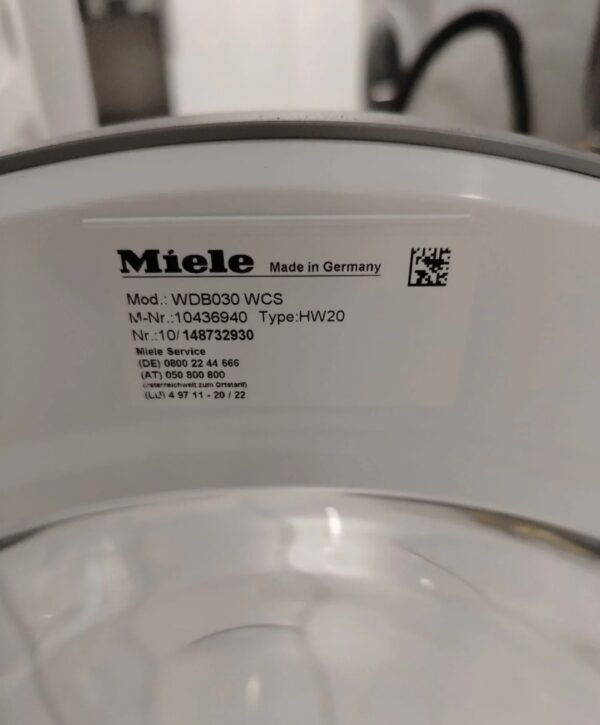 Miele Made in Germany
Mod.: WDB030 WCS
M-Nr.:10436940 Type:HW20
Nr.:10/148732930
Miele Service
(DE) 0800 22 44 666
(AT) 050 800 800
(österreichweit zum Ortstarif)
(LU) 4 97 11 - 20 / 22